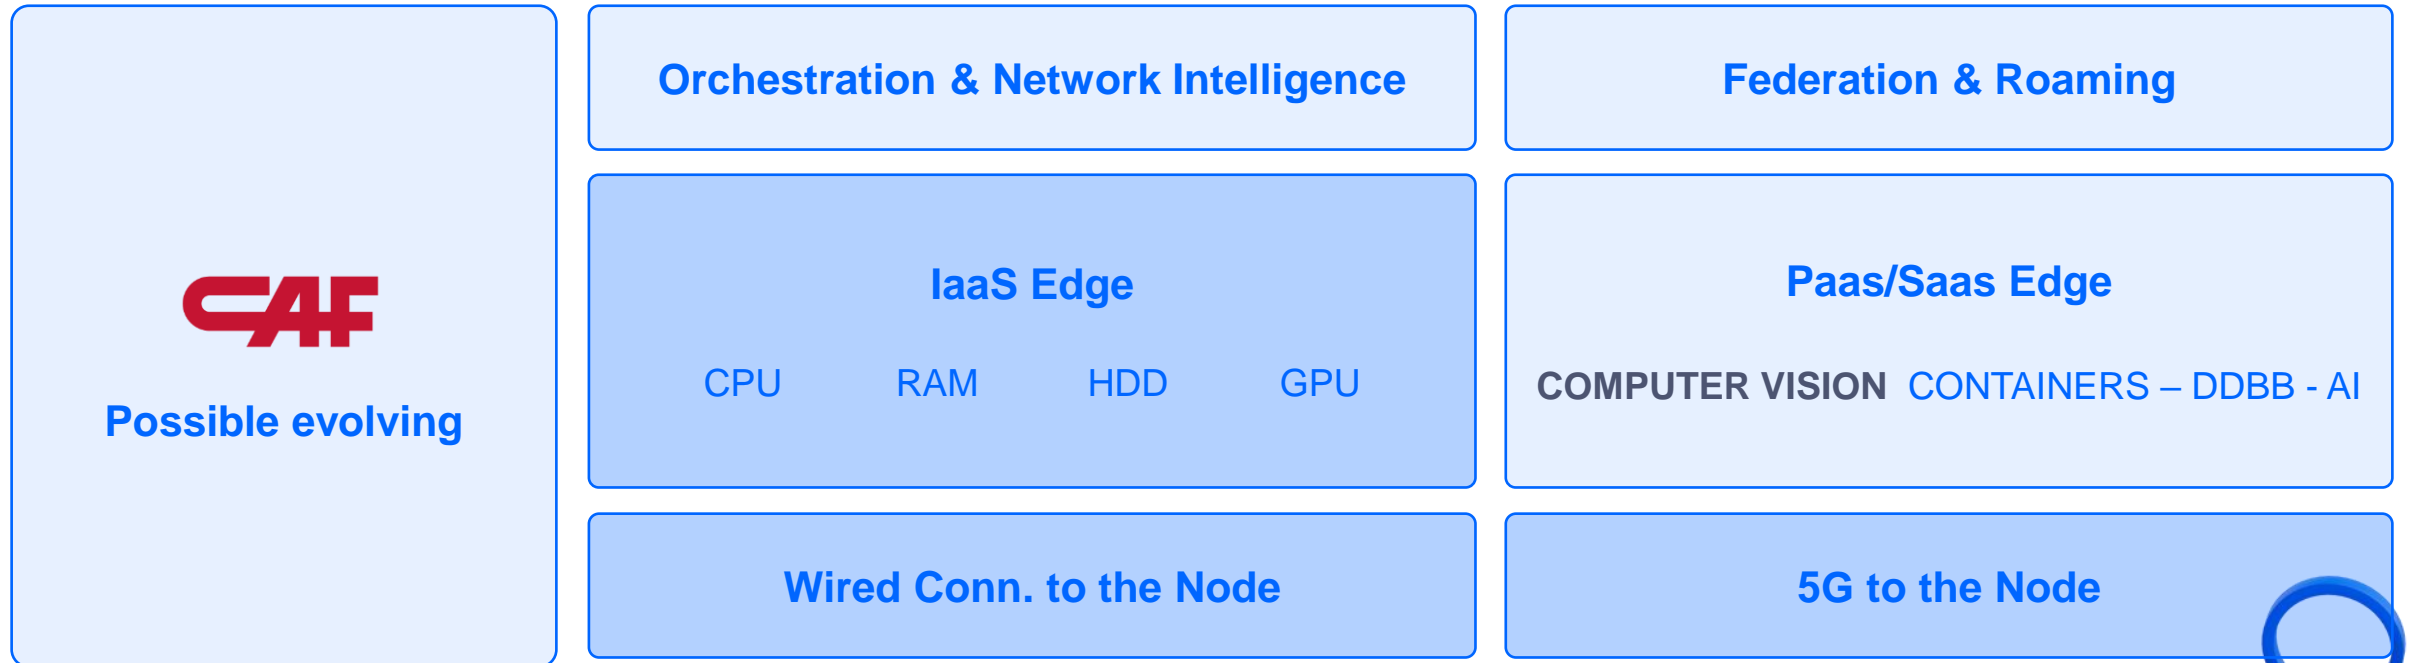 CAF
Possible evolving
Orchestration & Network Intelligence
Federation & Roaming
IaaS Edge
CPU RAM HDD GPU
Paas/Saas Edge
COMPUTER VISION CONTAINERS – DDBB - AI
Wired Conn. to the Node
5G to the Node